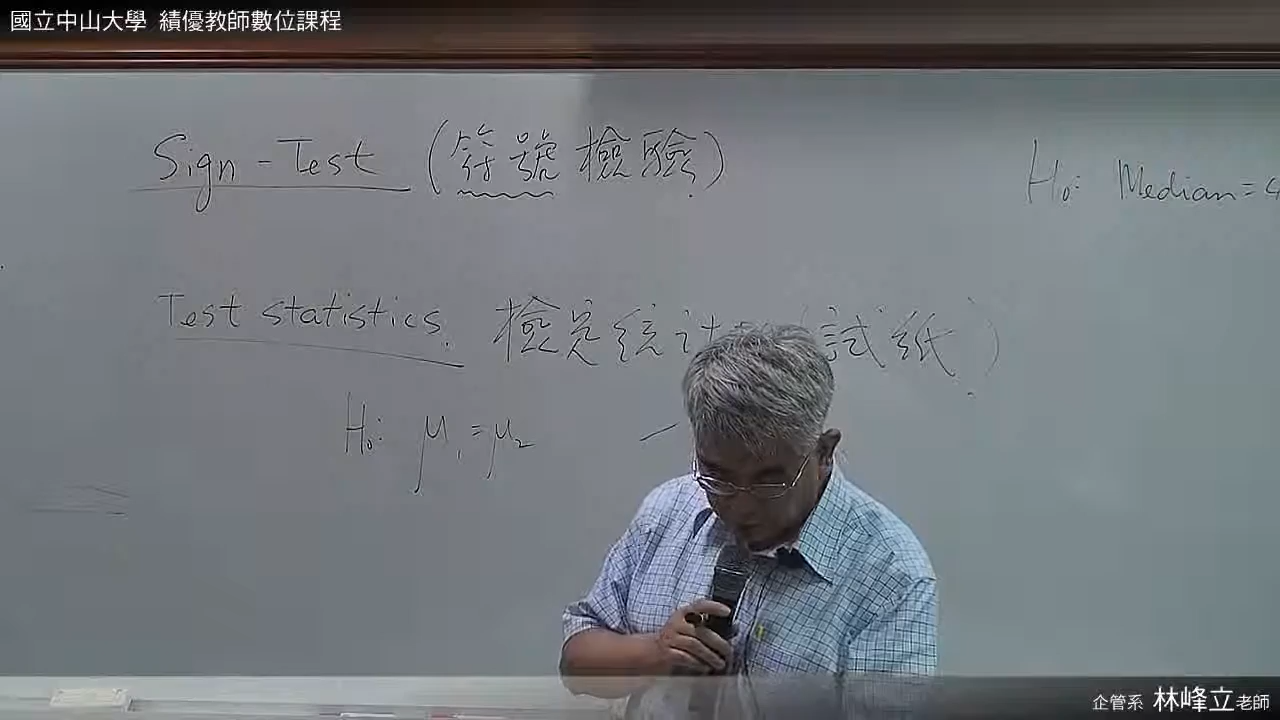 國立中山大學 績優教師數位課程
Sign-Test (符號檢驗)
H₀: Median=
Test statistics. 檢定統计 (試紙)
H₀: μ₁=μ₂
企管系 林峰立老師